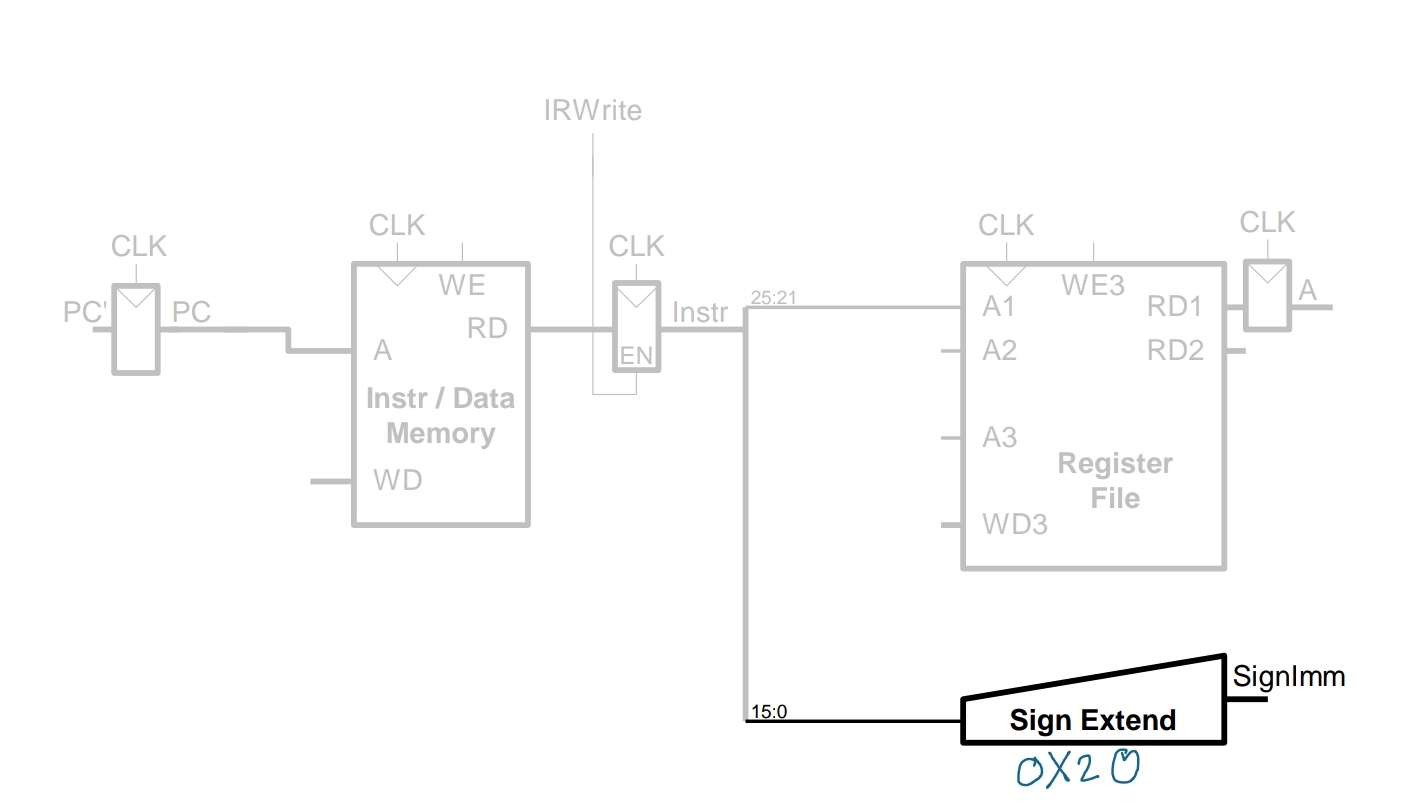 IRWrite
CLK
CLK
CLK
CLK
CLK
PC'
PC
WE
RD
A
Instr / Data
Memory
WD
EN
Instr
25:21
A1
WE3
RD1
A
A2
RD2
A3
Register
File
WD3
15:0
Sign Extend
SignImm
0X20